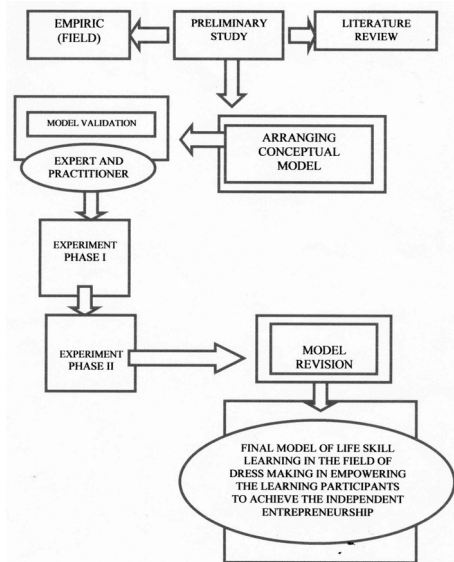 EMPIRIC
(FIELD)
PRELIMINARY
STUDY
LITERATURE
REVIEW
MODEL VALIDATION
EXPERT AND
PRACTITIONER
ARRANGING
CONCEPTUAL
MODEL
EXPERIMENT
PHASE I
EXPERIMENT
PHASE II
MODEL
REVISION
FINAL MODEL OF LIFE SKILL
LEARNING IN THE FIELD OF
DRESS MAKING IN EMPOWERING
THE LEARNING PARTICIPANTS
TO ACHIEVE THE INDEPENDENT
ENTREPRENEURSHIP